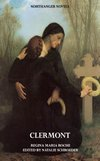 NORTHANGER NOVELS
CLERMONT
REGINA MARIA ROCHE
EDITED BY NATALIE SCHROEDER